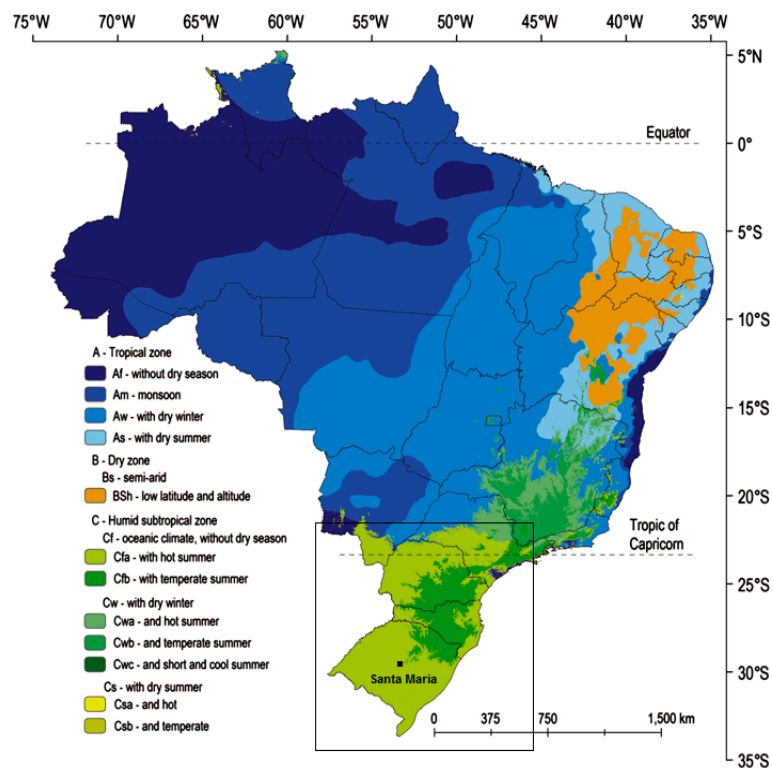 75°W 70°W 65°W 60°W 55°W 50°W 45°W 40°W 35°W
5°N
Equator
0°
5°S
10°S
A - Tropical zone
Af - without dry season
Am - monsoon
Aw - with dry winter
As - with dry summer
15°S
B - Dry zone
Bs - semi-arid
BSh - low latitude and altitude
20°S
C - Humid subtropical zone
Cf - oceanic climate, without dry season
Cfa - with hot summer
Cfb - with temperate summer
Tropic of
Capricorn
25°S
Cw - with dry winter
Cwa - and hot summer
Cwb - and temperate summer
Cwc - and short and cool summer
30°S
Cs - with dry summer
Csa - and hot
Csb - and temperate
Santa Maria
0 375 750 1,500 km
35°S